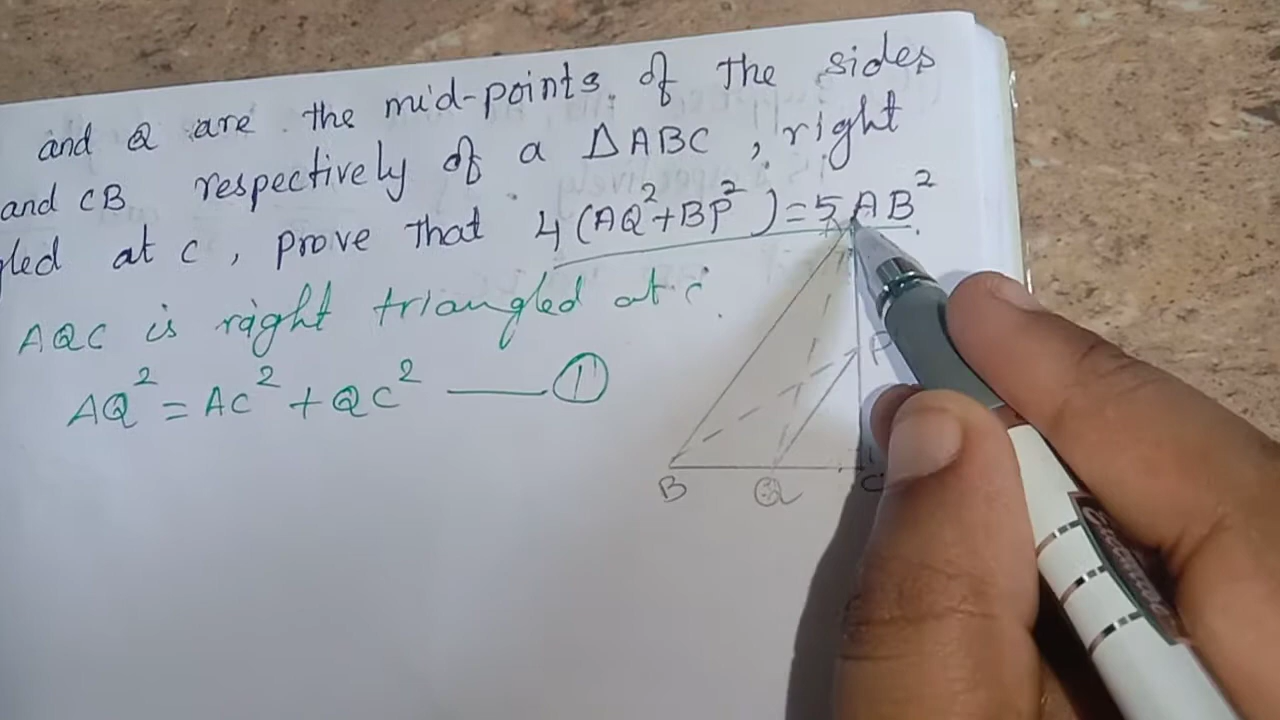 and Q are the mid-points of the sides
and CB respectively of a ΔABC, right
gled at C, prove that 4(AQ²+BP²)=5AB²
AQC is right triangled at C.
AQ² = AC² + QC² —— ①
A
P
B Q C